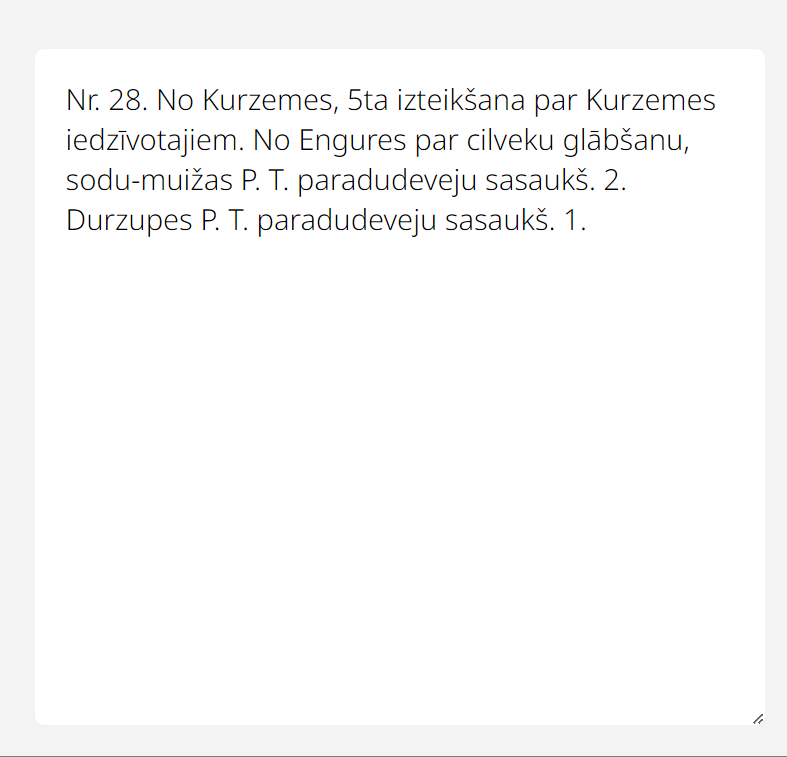 Nr. 28. No Kurzemes, 5ta izteikšana par Kurzemes
iedzīvotajiem. No Engures par cilveku glābšanu,
sodu-muižas P. T. paradudeveju sasaukš. 2.
Durzupes P. T. paradudeveju sasaukš. 1.